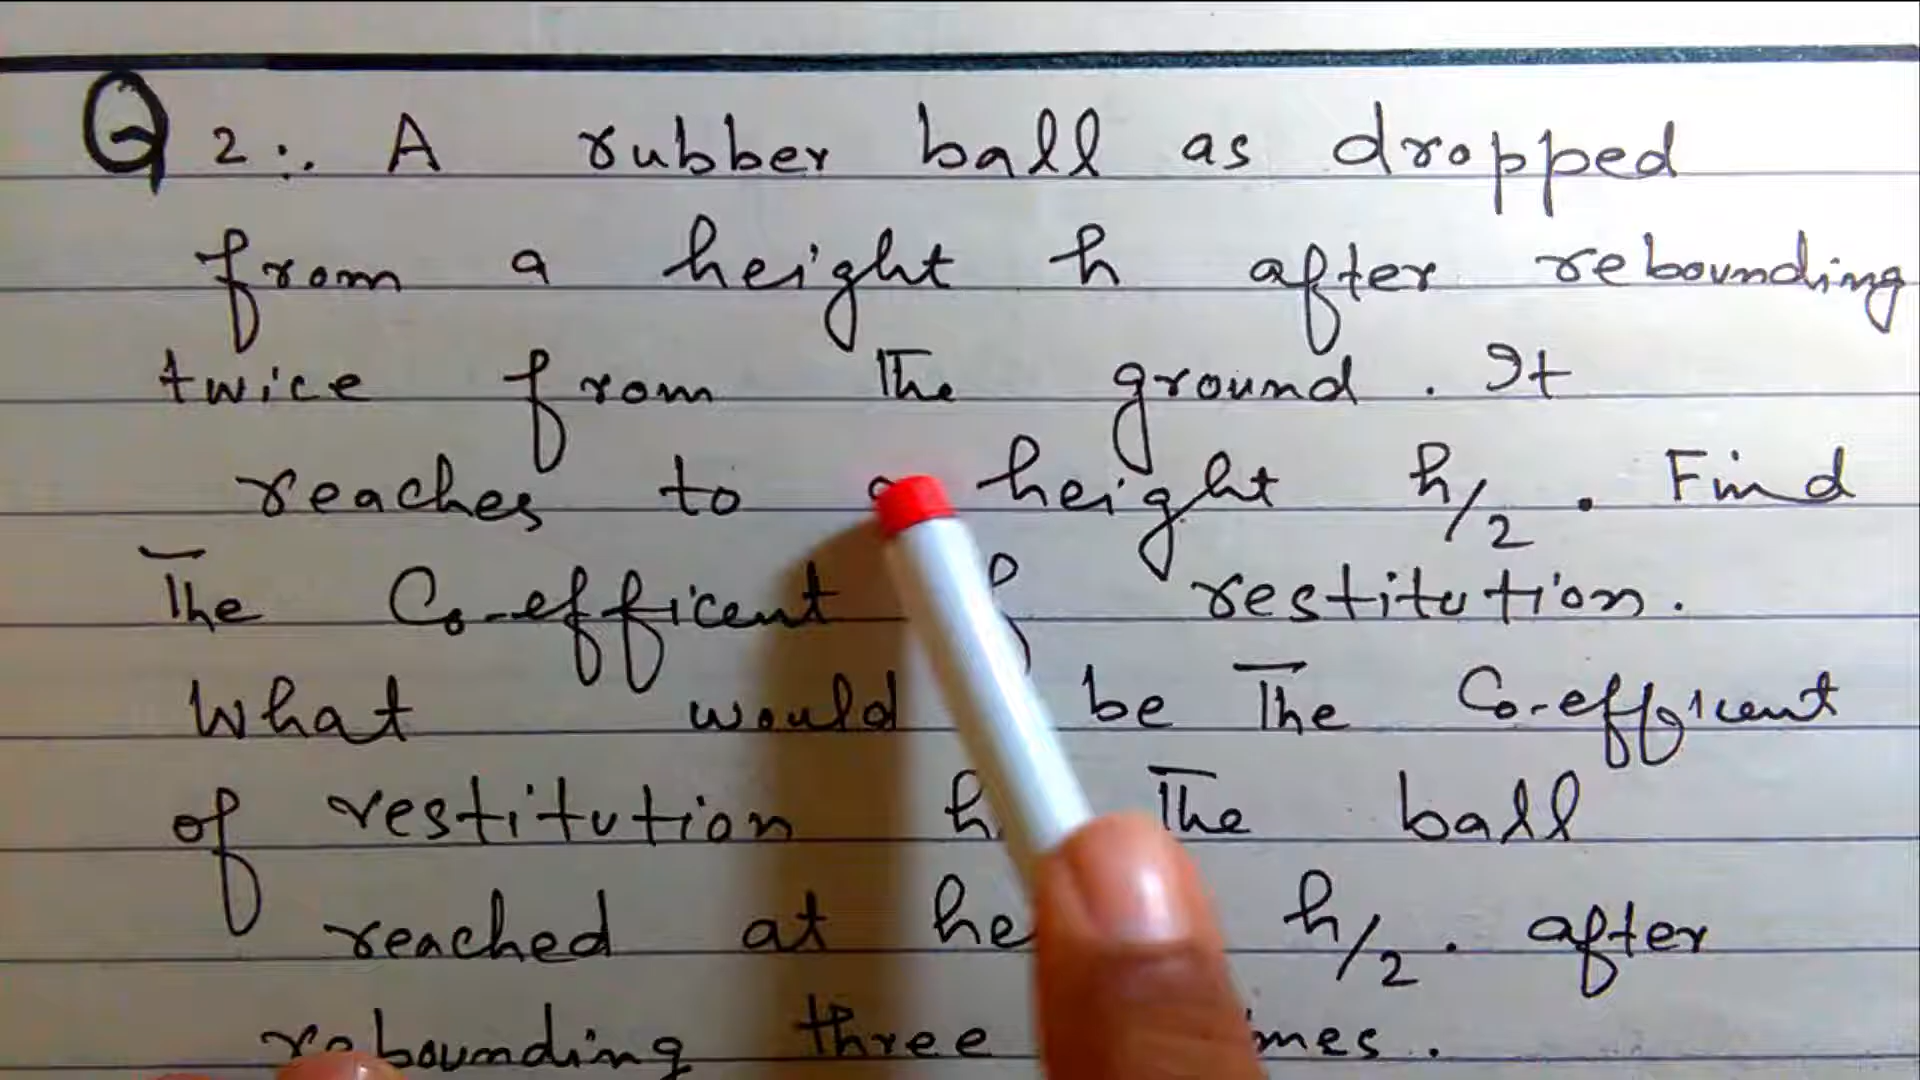 Q 2:. A rubber ball as dropped
from a height h after rebounding
twice from The ground. It
reaches to a height h/2. Find
The Co-efficent restitution.
What would be The Co-efficent
of restitution The ball
reached at h/2. after
rebounding three